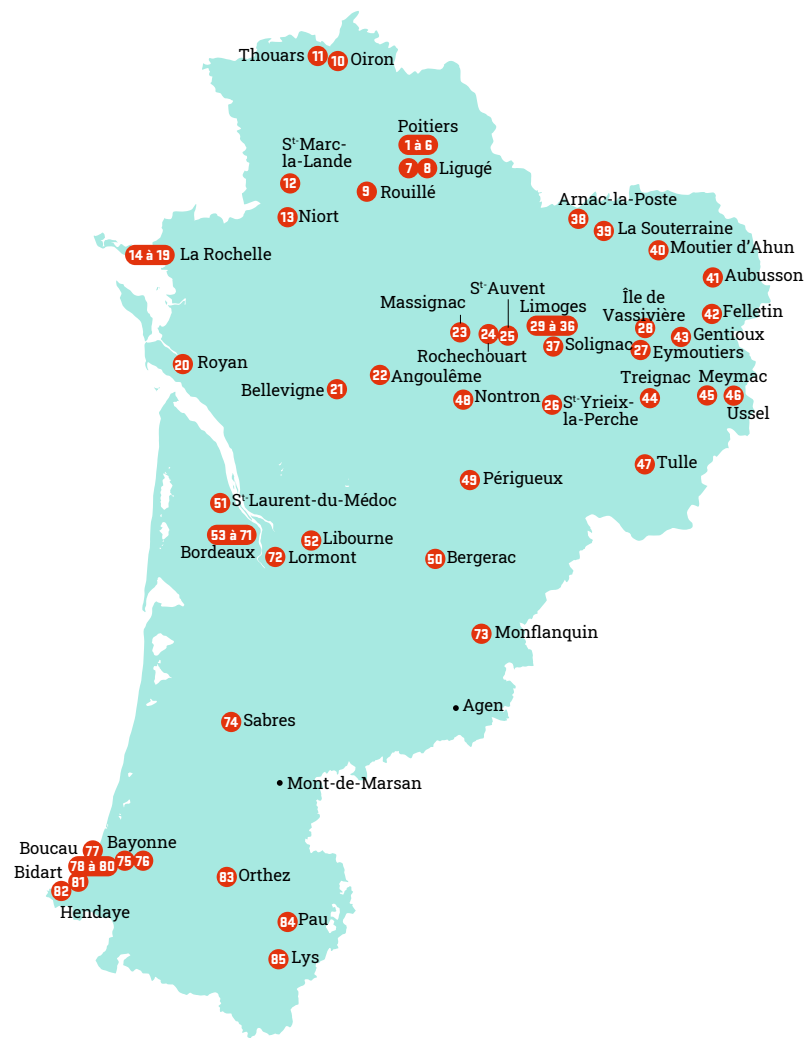 Thouars 11
10 Oiron
Poitiers
1 à 6
7 8 Ligugé
St-Marc-
la-Lande
12
9 Rouillé
13 Niort
Arnac-la-Poste
38
39 La Souterraine
40 Moutier d’Ahun
14 à 19 La Rochelle
41 Aubusson
St-Auvent
Massignac
23
24
25
Rochechouart
Limoges
29 à 36
37 Solignac
Île de
Vassivière
28
42 Felletin
43 Gentioux
27 Eymoutiers
20 Royan
22 Angoulême
Bellevigne 21
48 Nontron
26 St-Yrieix-
la-Perche
Treignac
44
Meymac
45 46
Ussel
47 Tulle
49 Périgueux
51 St-Laurent-du-Médoc
53 à 71
Bordeaux
52 Libourne
72 Lormont
50 Bergerac
73 Monflanquin
Agen
74 Sabres
Mont-de-Marsan
Boucau 77
Bayonne
78 à 80 75 76
Bidart 81
82
Hendaye
83 Orthez
84 Pau
85 Lys